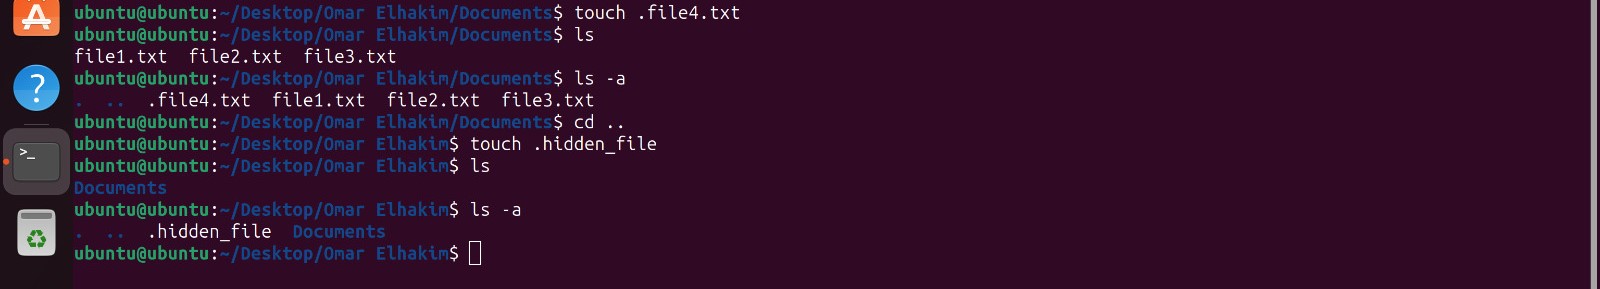 ubuntu@ubuntu:~/Desktop/Omar Elhakim/Documents$ touch .file4.txt
ubuntu@ubuntu:~/Desktop/Omar Elhakim/Documents$ ls
file1.txt  file2.txt  file3.txt
ubuntu@ubuntu:~/Desktop/Omar Elhakim/Documents$ ls -a
.  ..  .file4.txt  file1.txt  file2.txt  file3.txt
ubuntu@ubuntu:~/Desktop/Omar Elhakim/Documents$ cd ..
ubuntu@ubuntu:~/Desktop/Omar Elhakim$ touch .hidden_file
ubuntu@ubuntu:~/Desktop/Omar Elhakim$ ls
Documents
ubuntu@ubuntu:~/Desktop/Omar Elhakim$ ls -a
.  ..  .hidden_file  Documents
ubuntu@ubuntu:~/Desktop/Omar Elhakim$